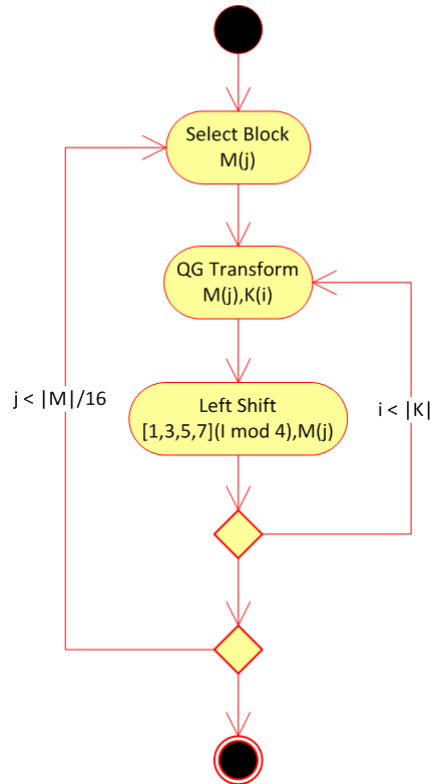 Select Block
M(j)
QG Transform
M(j),K(i)
j < |M|/16
i < |K|
Left Shift
[1,3,5,7](I mod 4),M(j)